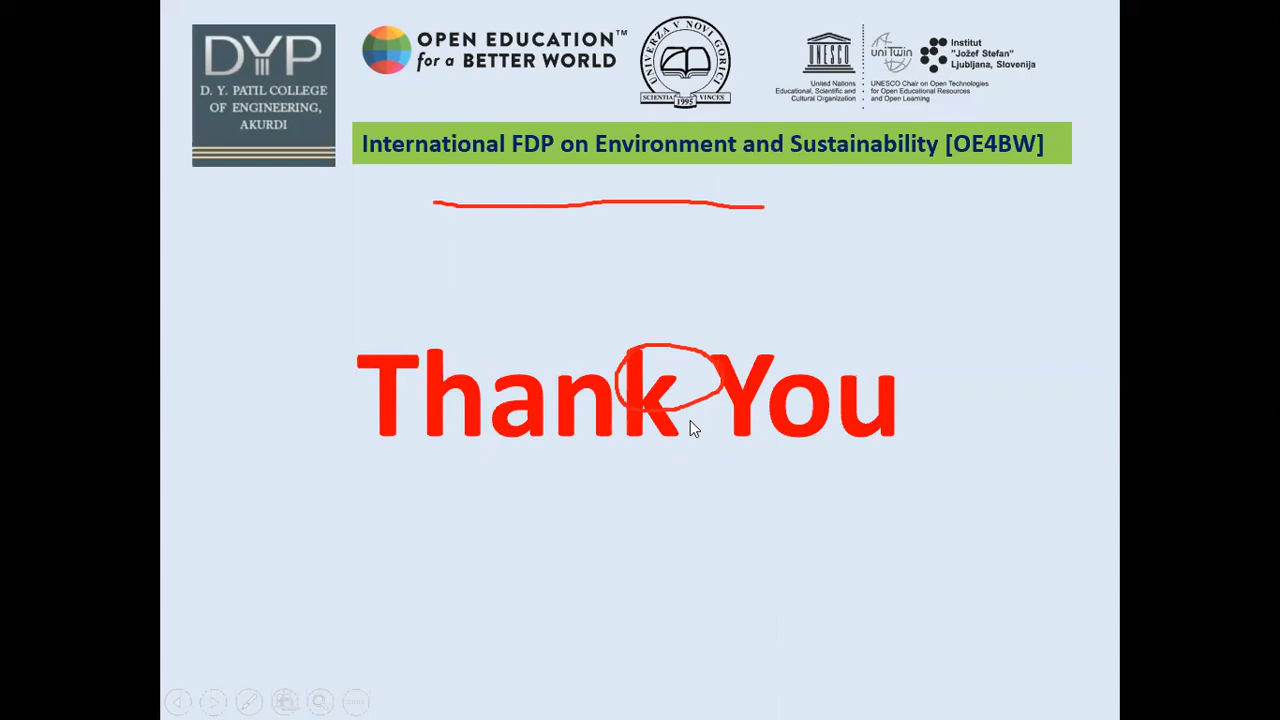 DYP
D. Y. PATIL COLLEGE
OF ENGINEERING,
AKURDI
OPEN EDUCATION™
for a BETTER WORLD
UNIVERZA V NOVI GORICI
SCIENTIA VINCES
1995
UNESCO
United Nations
Educational, Scientific and
Cultural Organization
uniTwin
Institut
"Jožef Stefan"
Ljubljana, Slovenija
UNESCO Chair on Open Technologies
for Open Educational Resources
and Open Learning
International FDP on Environment and Sustainability [OE4BW]
Thank You